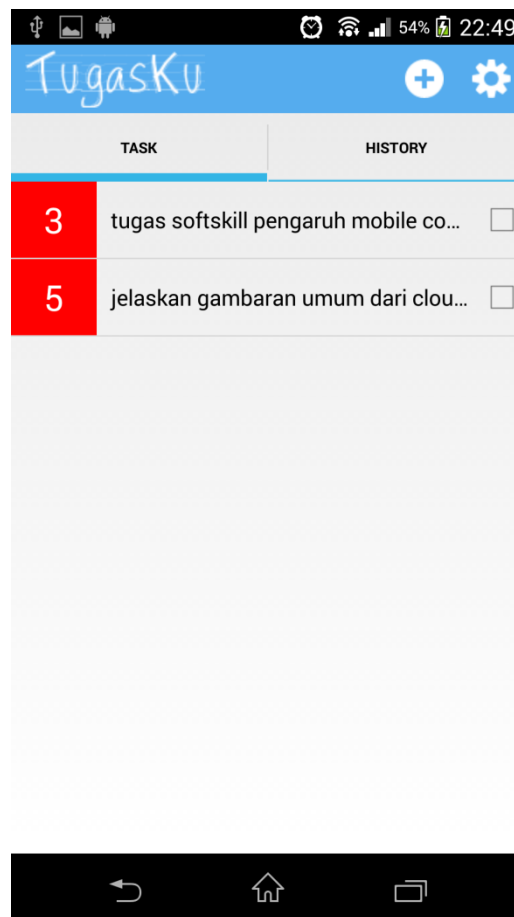 54% 22:49
TugasKu
TASK HISTORY
3 tugas softskill pengaruh mobile co...
5 jelaskan gambaran umum dari clou...